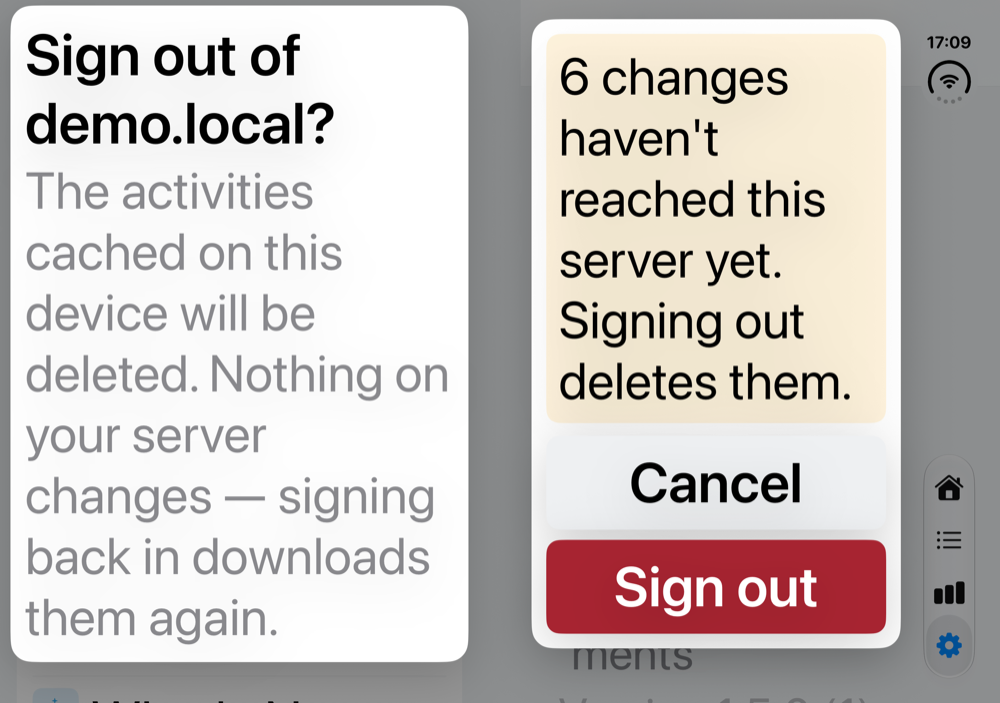 Sign out of
demo.local?
The activities
cached on this
device will be
deleted. Nothing on
your server
changes — signing
back in downloads
them again.
6 changes
haven't
reached this
server yet.
Signing out
deletes them.
Cancel
Sign out
ments
17:09